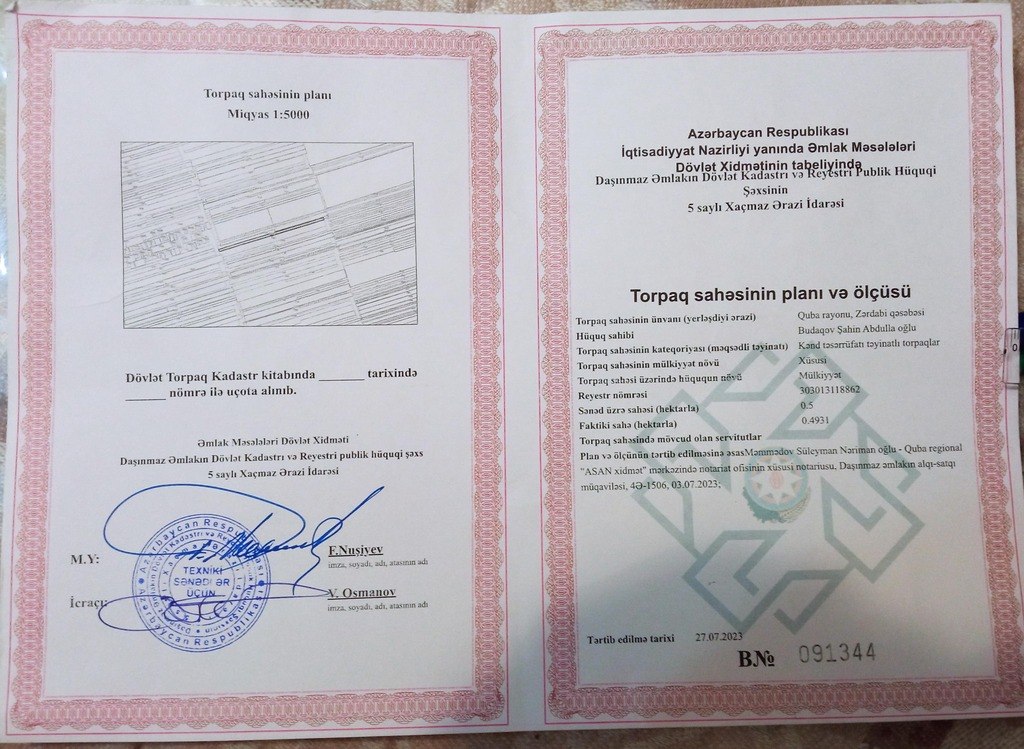 Torpaq sahəsinin planı
Miqyas 1:5000
Dövlət Torpaq Kadastr kitabında _______ tarixində
______ nömrə ilə uçota alınıb.
Əmlak Məsələləri Dövlət Xidməti
Daşınmaz Əmlakın Dövlət Kadastrı və Reyestri publik hüquqi şəxs
5 saylı Xaçmaz Ərazi İdarəsi
M.Y:
E.Nuşiyev
imza, soyadı, adı, atasının adı
İcraçı:
V. Osmanov
imza, soyadı, adı, atasının adı
Azərbaycan Respublikası
TEXNİKİ
SƏNƏDLƏR
ÜÇÜN
Azərbaycan Respublikası
İqtisadiyyat Nazirliyi yanında Əmlak Məsələləri
Dövlət Xidmətinin tabeliyində
Daşınmaz Əmlakın Dövlət Kadastrı və Reyestri Publik Hüquqi
Şəxsinin
5 saylı Xaçmaz Ərazi İdarəsi
Torpaq sahəsinin planı və ölçüsü
Torpaq sahəsinin ünvanı (yerləşdiyi ərazi) Quba rayonu, Zərdabi qəsəbəsi
Hüquq sahibi Budaqov Şahin Abdulla oğlu
Torpaq sahəsinin kateqoriyası (məqsədli təyinatı) Kənd təsərrüfatı təyinatlı torpaqlar
Torpaq sahəsinin mülkiyyət növü Xüsusi
Torpaq sahəsi üzərində hüququn növü Mülkiyyət
Reyestr nömrəsi 303013118862
Sənəd üzrə sahəsi (hektarla) 0.5
Faktiki sahə (hektarla) 0.4931
Torpaq sahəsində mövcud olan servitutlar
Plan və ölçünün tərtib edilməsinə əsas Məmmədov Süleyman Nəriman oğlu - Quba regional
"ASAN xidmət" mərkəzində notariat ofisinin xüsusi notariusu, Daşınmaz əmlakın alqı-satqı
müqaviləsi, 4Ə-1506, 03.07.2023;
Tərtib edilmə tarixi 27.07.2023
B.№ 091344